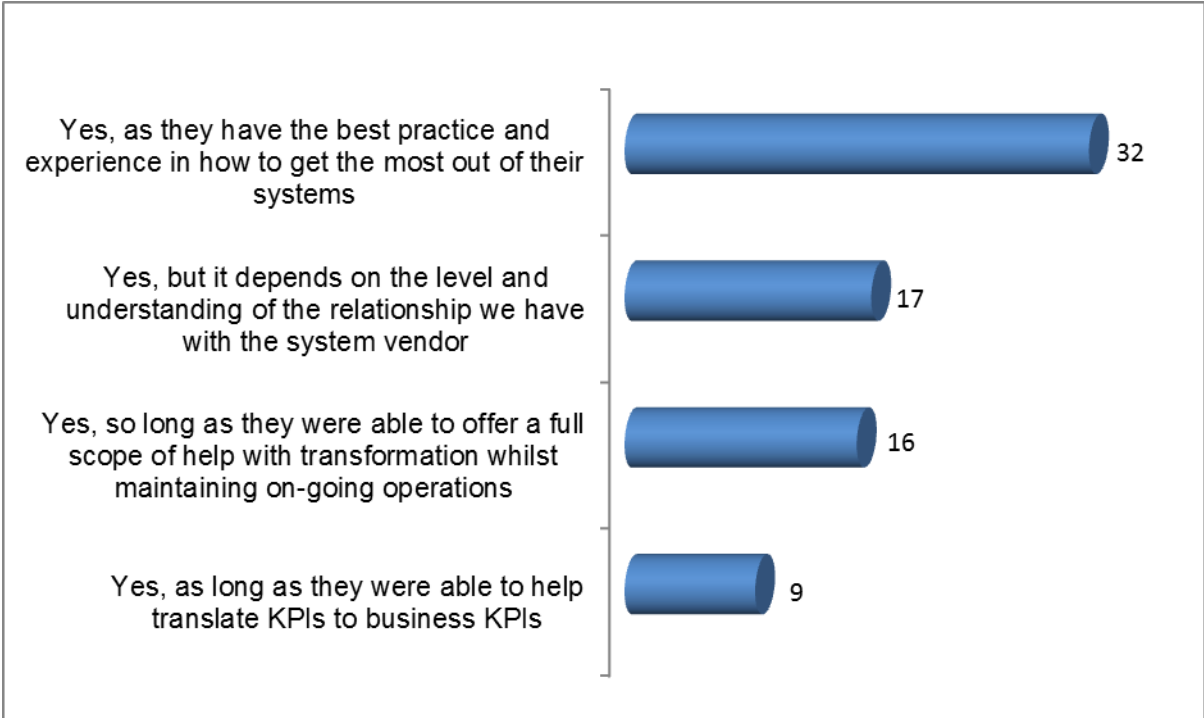 Yes, as they have the best practice and
experience in how to get the most out of their
systems
32
Yes, but it depends on the level and
understanding of the relationship we have
with the system vendor
17
Yes, so long as they were able to offer a full
scope of help with transformation whilst
maintaining on-going operations
16
Yes, as long as they were able to help
translate KPIs to business KPIs
9